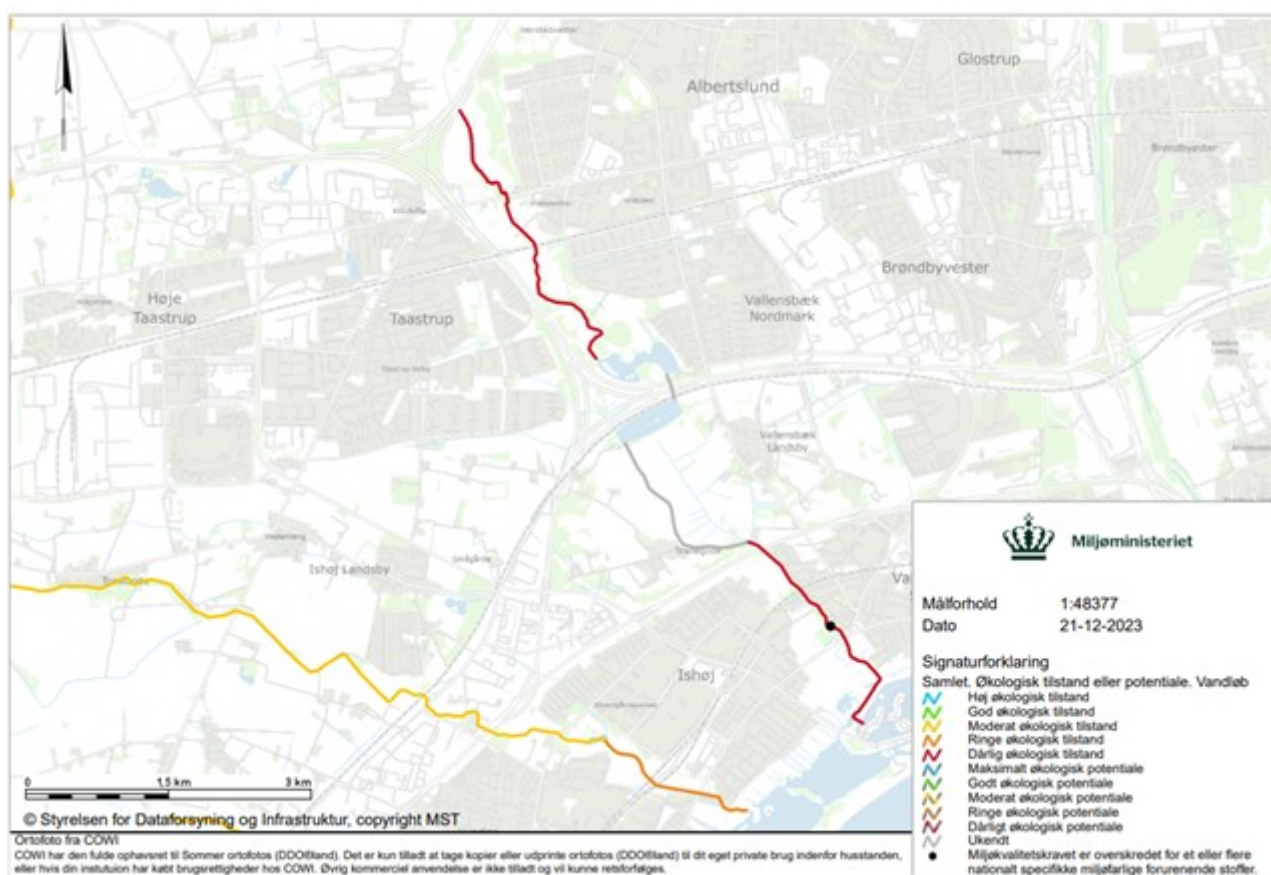 Herstedvester
Glostrup
Albertslund
Brøndbyvester
Brøndbyvester
Høje
Taastrup
Taastrup
Vallensbæk
Nordmark
Vallensbæk
Landsby
Ishøj Landsby
Tranegilde
Va
Ishøj
Miljøministeriet
Målforhold 1:48377
Dato 21-12-2023
Signaturforklaring
Samlet. Økologisk tilstand eller potentiale. Vandløb
Høj økologisk tilstand
God økologisk tilstand
Moderat økologisk tilstand
Ringe økologisk tilstand
Dårlig økologisk tilstand
Maksimalt økologisk potentiale
Godt økologisk potentiale
Moderat økologisk potentiale
Ringe økologisk potentiale
Dårligt økologisk potentiale
Ukendt
Miljøkvalitetskravet er overskredet for et eller flere
nationalt specifikke miljøfarlige forurenende stoffer.
0 1,5 km 3 km
© Styrelsen for Dataforsyning og Infrastruktur, copyright MST
Ortofoto fra COWI
COWI har den fulde ophavsret til Sommer ortofotos (DDO®land). Det er kun tilladt at tage kopier eller udprinte ortofotos (DDO®land) til dit eget private brug indenfor husstanden,
eller hvis din instutuion har købt brugsrettigheder hos COWI. Øvrig kommerciel anvendelse er ikke tilladt og vil kunne retsforfølges.